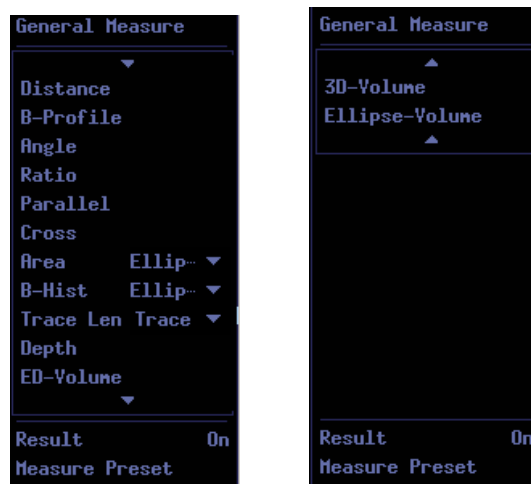 General Measure
Distance
B-Profile
Angle
Ratio
Parallel
Cross
Area Ellip…
B-Hist Ellip…
Trace Len Trace
Depth
ED-Volume
Result On
Measure Preset
General Measure
3D-Volume
Ellipse-Volume
Result On
Measure Preset